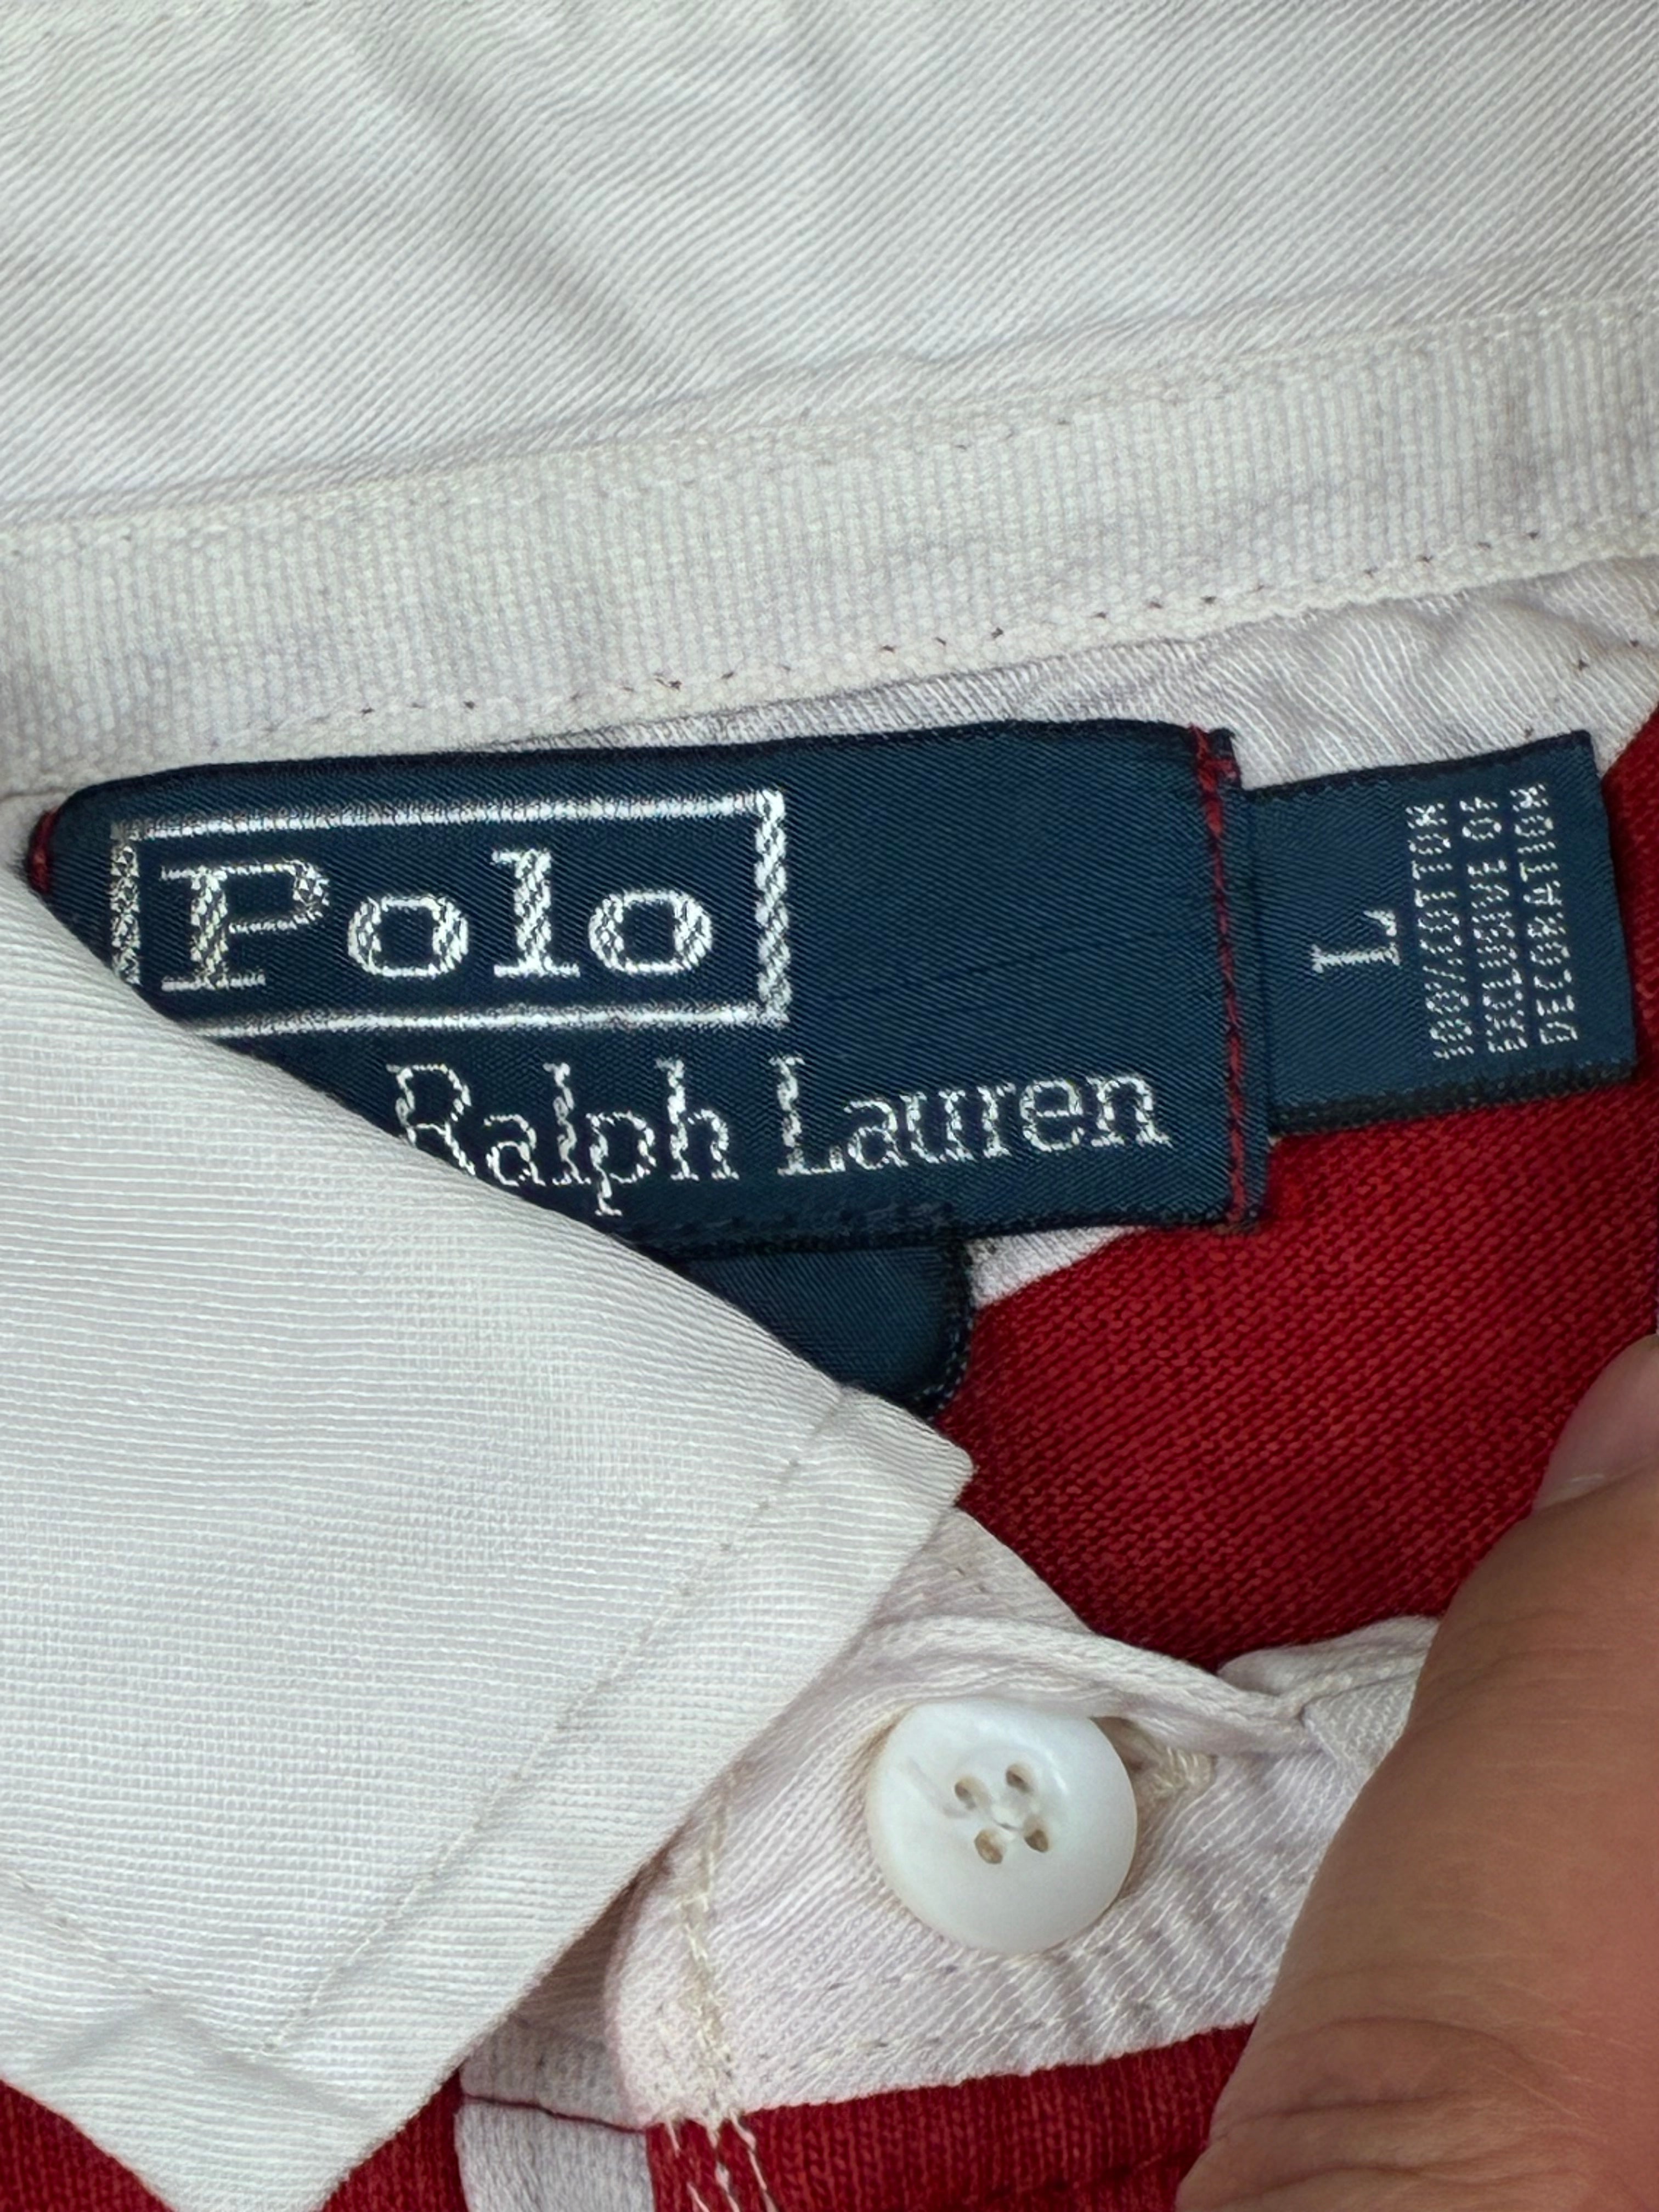 Polo
Ralph Lauren
L
100% COTTON
EXCLUSIVE OF
DECORATION